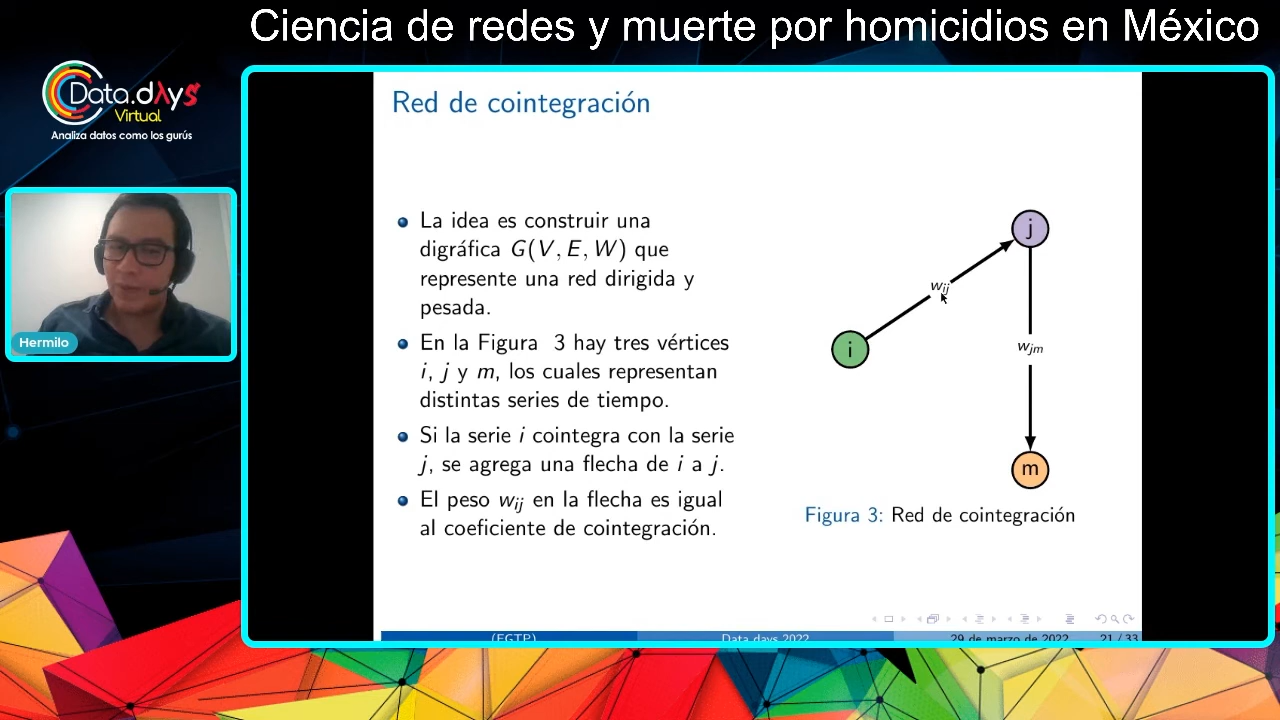 Ciencia de redes y muerte por homicidios en México
Data.dAys
Virtual
Analiza datos como los gurús
Hermilo
Red de cointegración
La idea es construir una
digráfica G(V, E, W) que
represente una red dirigida y
pesada.
En la Figura 3 hay tres vértices
i, j y m, los cuales representan
distintas series de tiempo.
Si la serie i cointegra con la serie
j, se agrega una flecha de i a j.
El peso wij en la flecha es igual
al coeficiente de cointegración.
j
wij
i
wjm
m
Figura 3: Red de cointegración
(EGTP)
Data days 2022
29 de marzo de 2022
21 / 33